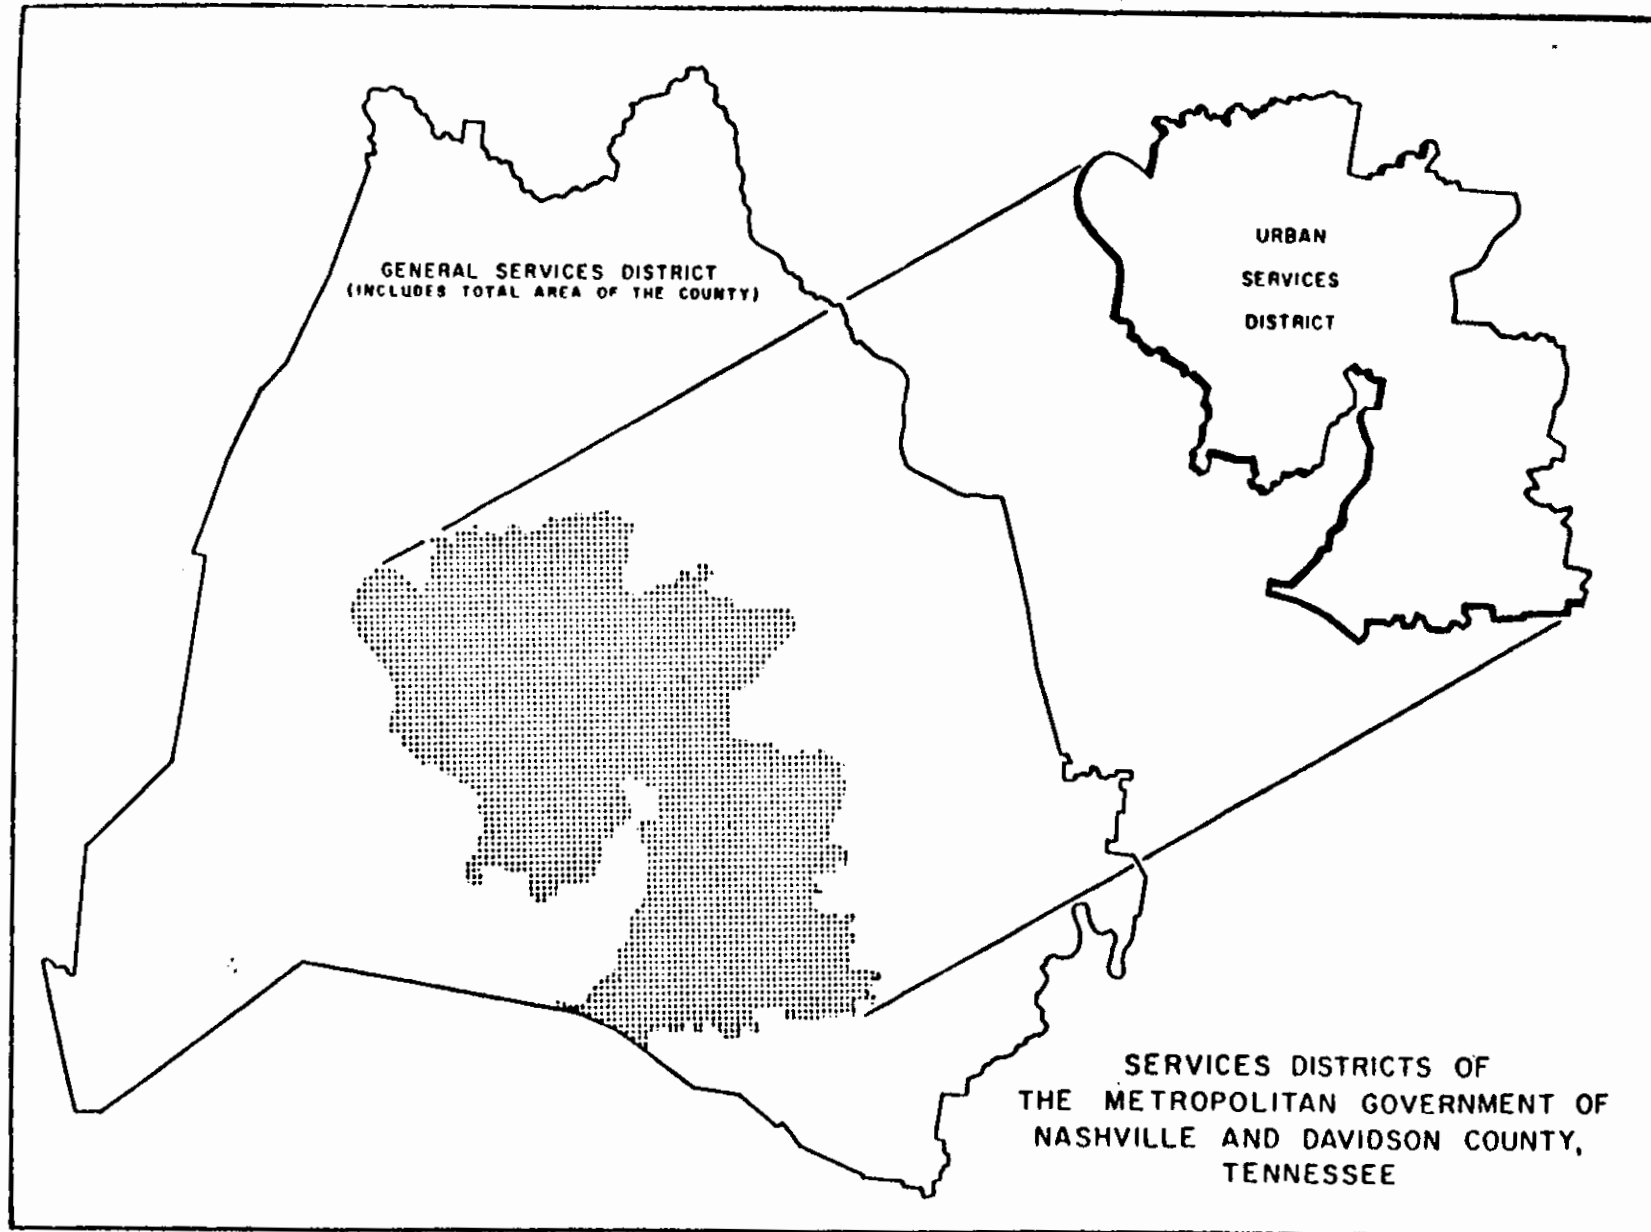 GENERAL SERVICES DISTRICT
(INCLUDES TOTAL AREA OF THE COUNTY)
URBAN
SERVICES
DISTRICT
SERVICES DISTRICTS OF
THE METROPOLITAN GOVERNMENT OF
NASHVILLE AND DAVIDSON COUNTY,
TENNESSEE